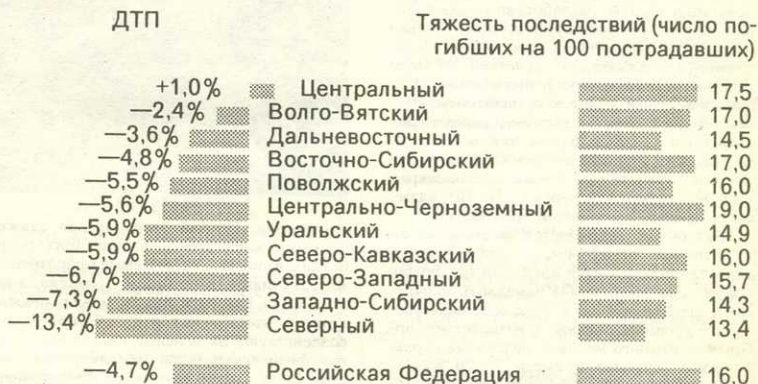 ДТП
Тяжесть последствий (число по-
гибших на 100 пострадавших)
+1,0% Центральный 17,5
—2,4% Волго-Вятский 17,0
—3,6% Дальневосточный 14,5
—4,8% Восточно-Сибирский 17,0
—5,5% Поволжский 16,0
—5,6% Центрально-Черноземный 19,0
—5,9% Уральский 14,9
—5,9% Северо-Кавказский 16,0
—6,7% Северо-Западный 15,7
—7,3% Западно-Сибирский 14,3
—13,4% Северный 13,4
—4,7% Российская Федерация 16,0